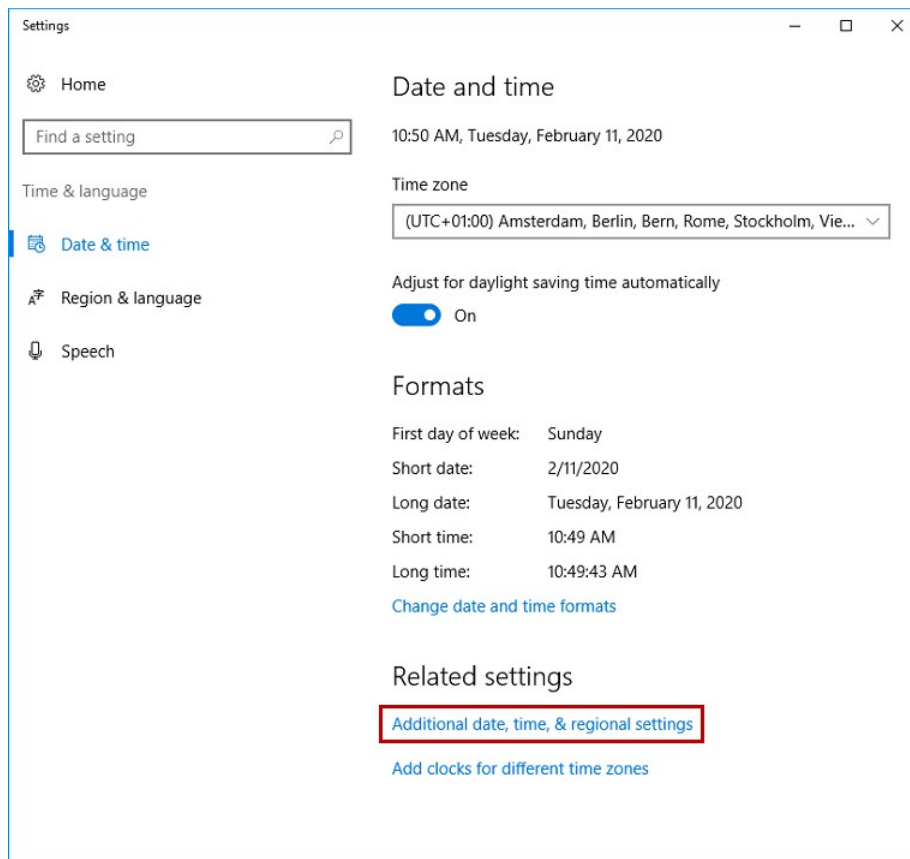 Settings
Home
Find a setting
Time & language
Date & time
Region & language
Speech
Date and time
10:50 AM, Tuesday, February 11, 2020
Time zone
(UTC+01:00) Amsterdam, Berlin, Bern, Rome, Stockholm, Vie...
Adjust for daylight saving time automatically
On
Formats
First day of week: Sunday
Short date: 2/11/2020
Long date: Tuesday, February 11, 2020
Short time: 10:49 AM
Long time: 10:49:43 AM
Change date and time formats
Related settings
Additional date, time, & regional settings
Add clocks for different time zones